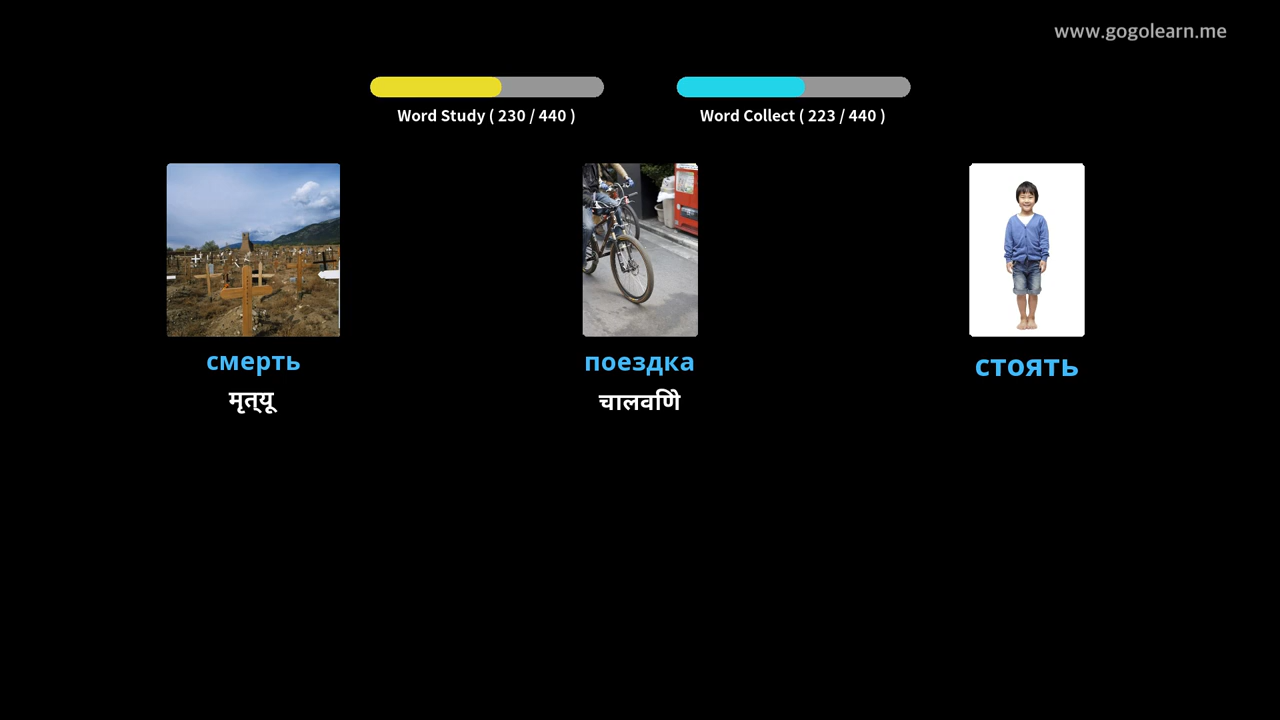 www.gogolearn.me
Word Study ( 230 / 440 )
Word Collect ( 223 / 440 )
смерть
मृत्यू
поездка
चालवणे
стоять